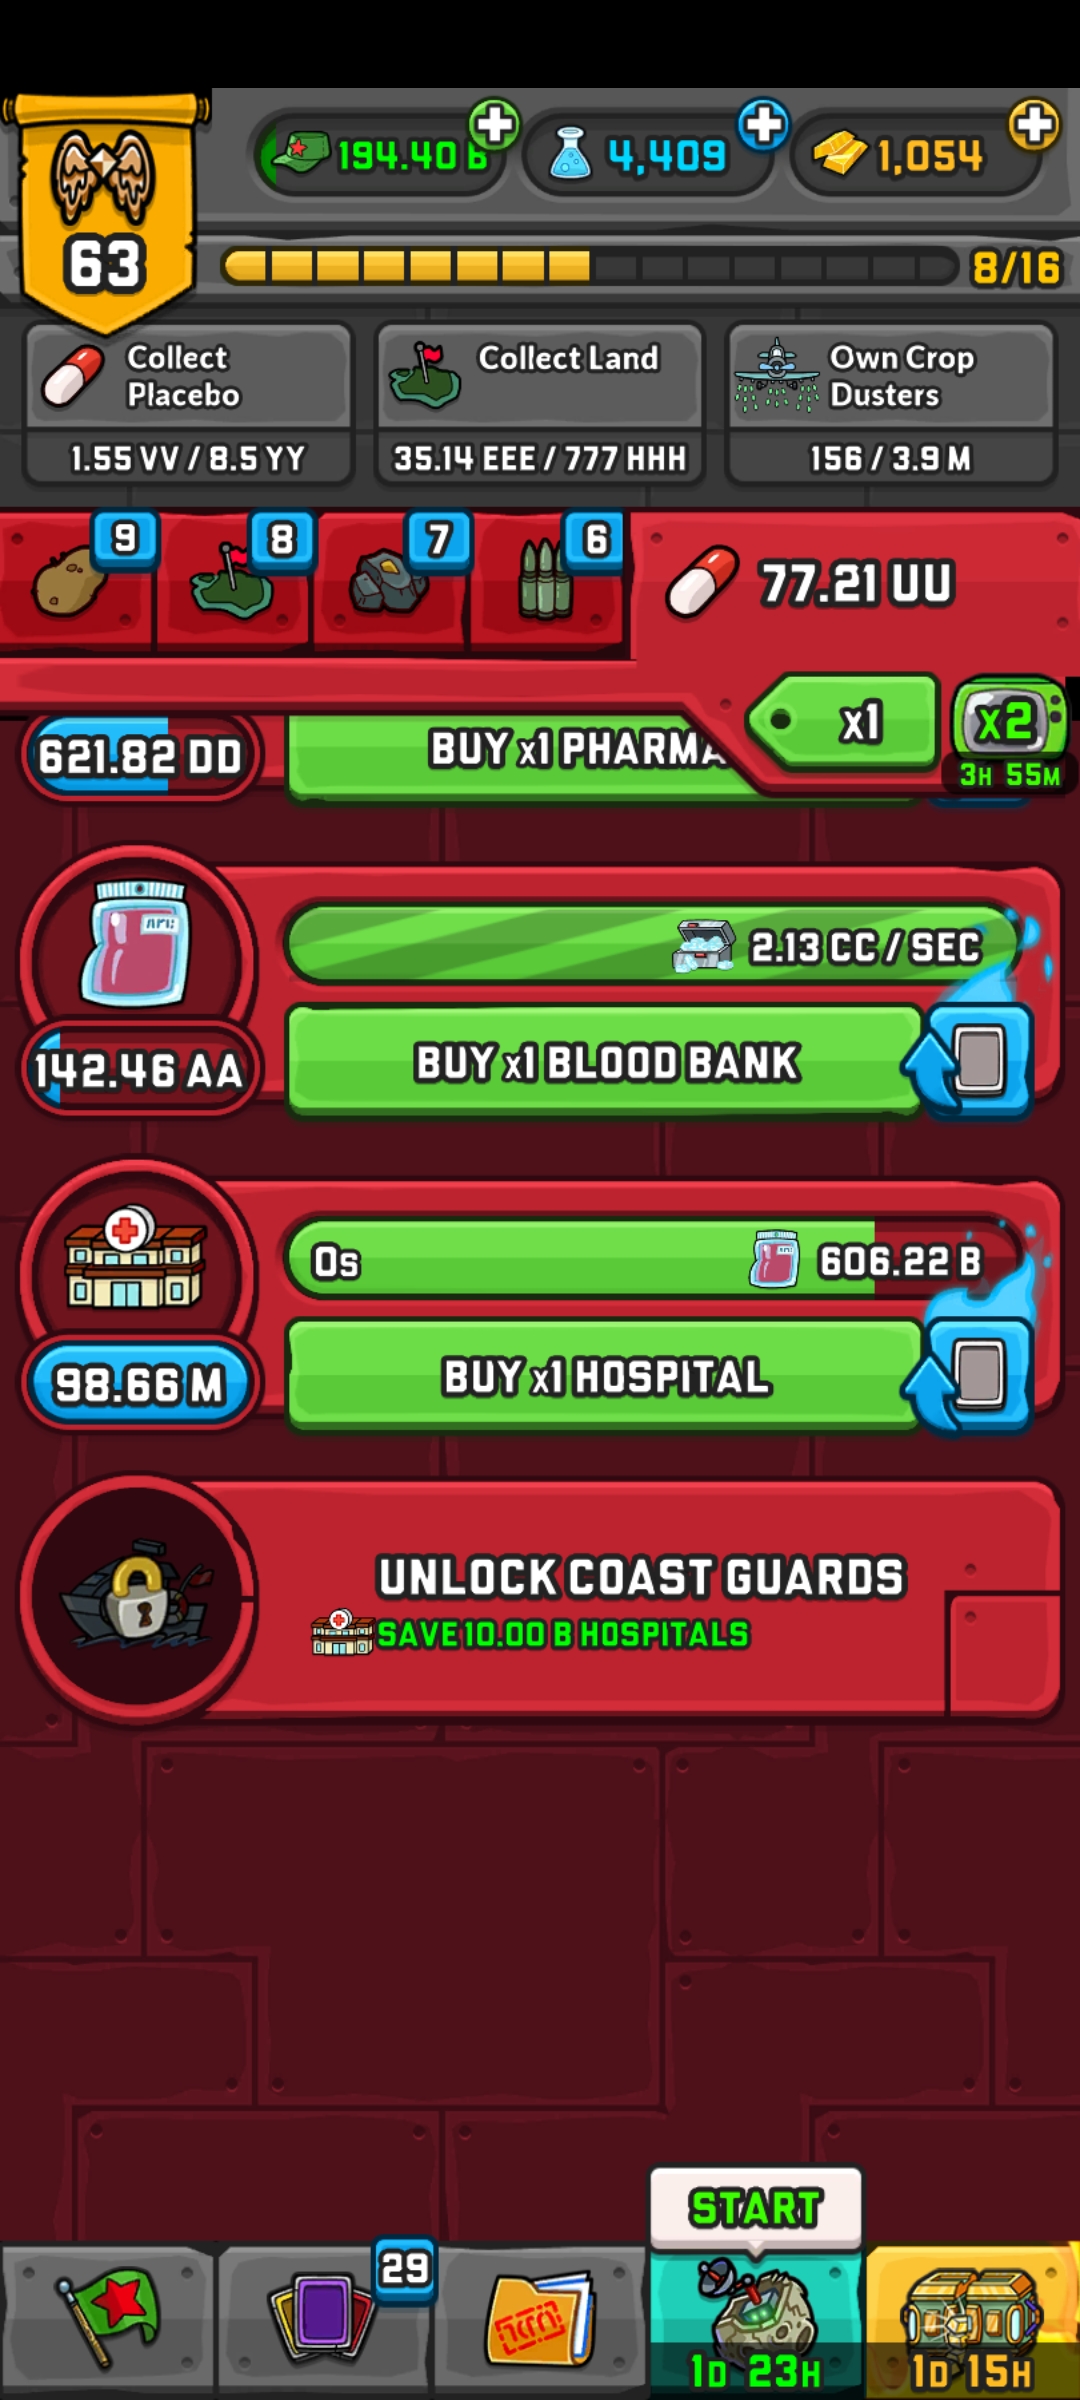 194.40 B
4,409
1,054
63
8/16
Collect
Placebo
1.55 VV / 8.5 YY
Collect Land
35.14 EEE / 777 HHH
Own Crop
Dusters
156 / 3.9 M
9
8
7
6
77.21 UU
x1
x2
3H 55M
621.82 DD
BUY x1 PHARMA
2.13 CC / SEC
142.46 AA
BUY x1 BLOOD BANK
0s
606.22 B
98.66 M
BUY x1 HOSPITAL
UNLOCK COAST GUARDS
SAVE 10.00 B HOSPITALS
START
29
1D 23H
1D 15H